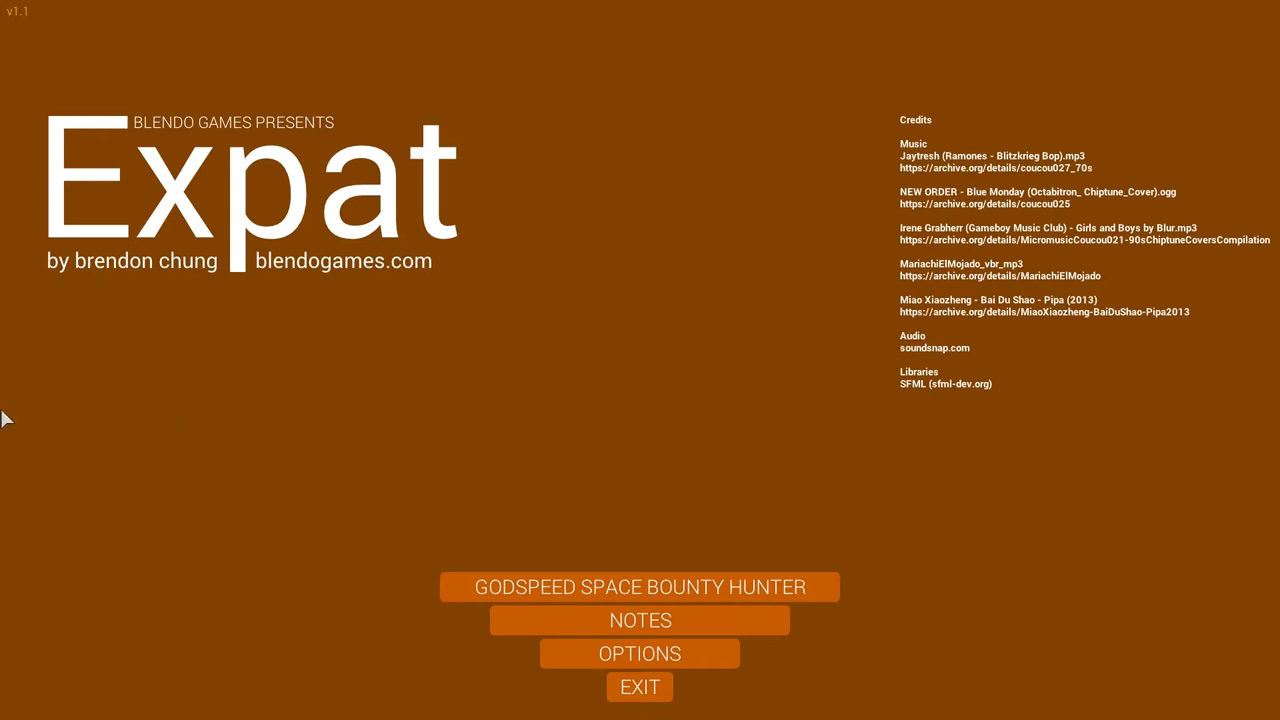 v1.1
BLENDO GAMES PRESENTS
Expat
by brendon chung blendogames.com
Credits
Music
Jaytresh (Ramones - Blitzkrieg Bop).mp3
https://archive.org/details/coucou027_70s
NEW ORDER - Blue Monday (Octabitron_ Chiptune_Cover).ogg
https://archive.org/details/coucou025
Irene Grabherr (Gameboy Music Club) - Girls and Boys by Blur.mp3
https://archive.org/details/MicromusicCoucou021-90sChiptuneCoversCompilation
MariachiElMojado_vbr_mp3
https://archive.org/details/MariachiElMojado
Miao Xiaozheng - Bai Du Shao - Pipa (2013)
https://archive.org/details/MiaoXiaozheng-BaiDuShao-Pipa2013
Audio
soundsnap.com
Libraries
SFML (sfml-dev.org)
GODSPEED SPACE BOUNTY HUNTER
NOTES
OPTIONS
EXIT